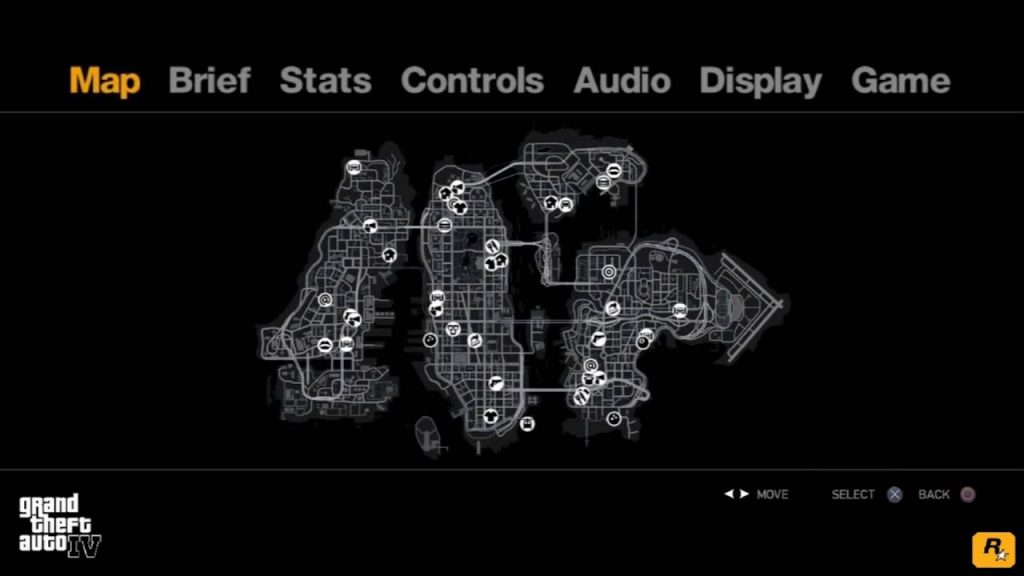 Map Brief Stats Controls Audio Display Game
MOVE SELECT BACK
grand
theft
auto IV
R